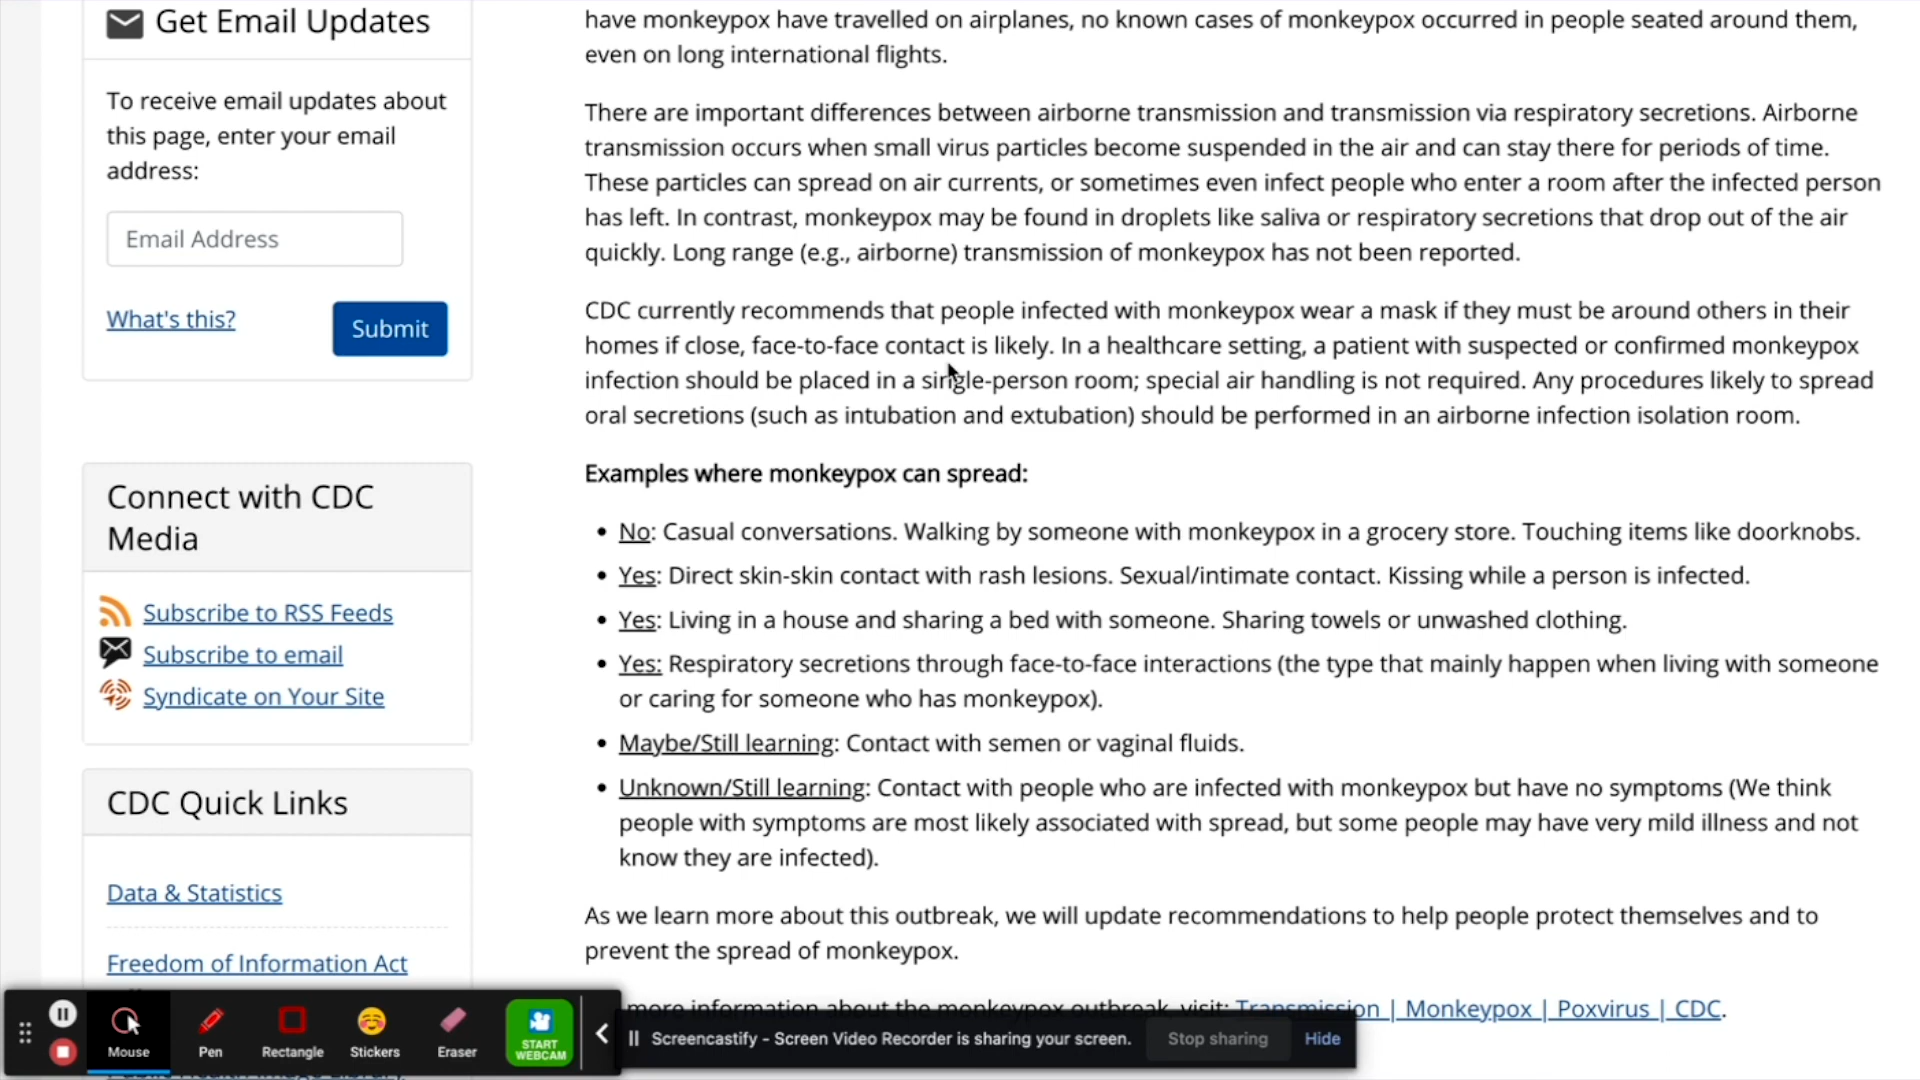 Get Email Updates
To receive email updates about
this page, enter your email
address:
Email Address
What's this?
Submit
Connect with CDC
Media
Subscribe to RSS Feeds
Subscribe to email
Syndicate on Your Site
CDC Quick Links
Data & Statistics
Freedom of Information Act
have monkeypox have travelled on airplanes, no known cases of monkeypox occurred in people seated around them,
even on long international flights.
There are important differences between airborne transmission and transmission via respiratory secretions. Airborne
transmission occurs when small virus particles become suspended in the air and can stay there for periods of time.
These particles can spread on air currents, or sometimes even infect people who enter a room after the infected person
has left. In contrast, monkeypox may be found in droplets like saliva or respiratory secretions that drop out of the air
quickly. Long range (e.g., airborne) transmission of monkeypox has not been reported.
CDC currently recommends that people infected with monkeypox wear a mask if they must be around others in their
homes if close, face-to-face contact is likely. In a healthcare setting, a patient with suspected or confirmed monkeypox
infection should be placed in a single-person room; special air handling is not required. Any procedures likely to spread
oral secretions (such as intubation and extubation) should be performed in an airborne infection isolation room.
Examples where monkeypox can spread:
• No: Casual conversations. Walking by someone with monkeypox in a grocery store. Touching items like doorknobs.
• Yes: Direct skin-skin contact with rash lesions. Sexual/intimate contact. Kissing while a person is infected.
• Yes: Living in a house and sharing a bed with someone. Sharing towels or unwashed clothing.
• Yes: Respiratory secretions through face-to-face interactions (the type that mainly happen when living with someone
or caring for someone who has monkeypox).
• Maybe/Still learning: Contact with semen or vaginal fluids.
• Unknown/Still learning: Contact with people who are infected with monkeypox but have no symptoms (We think
people with symptoms are most likely associated with spread, but some people may have very mild illness and not
know they are infected).
As we learn more about this outbreak, we will update recommendations to help people protect themselves and to
prevent the spread of monkeypox.
more information about the monkeypox outbreak, visit: Transmission | Monkeypox | Poxvirus | CDC.
Mouse
Pen
Rectangle
Stickers
Eraser
START
WEBCAM
Screencastify - Screen Video Recorder is sharing your screen.
Stop sharing
Hide